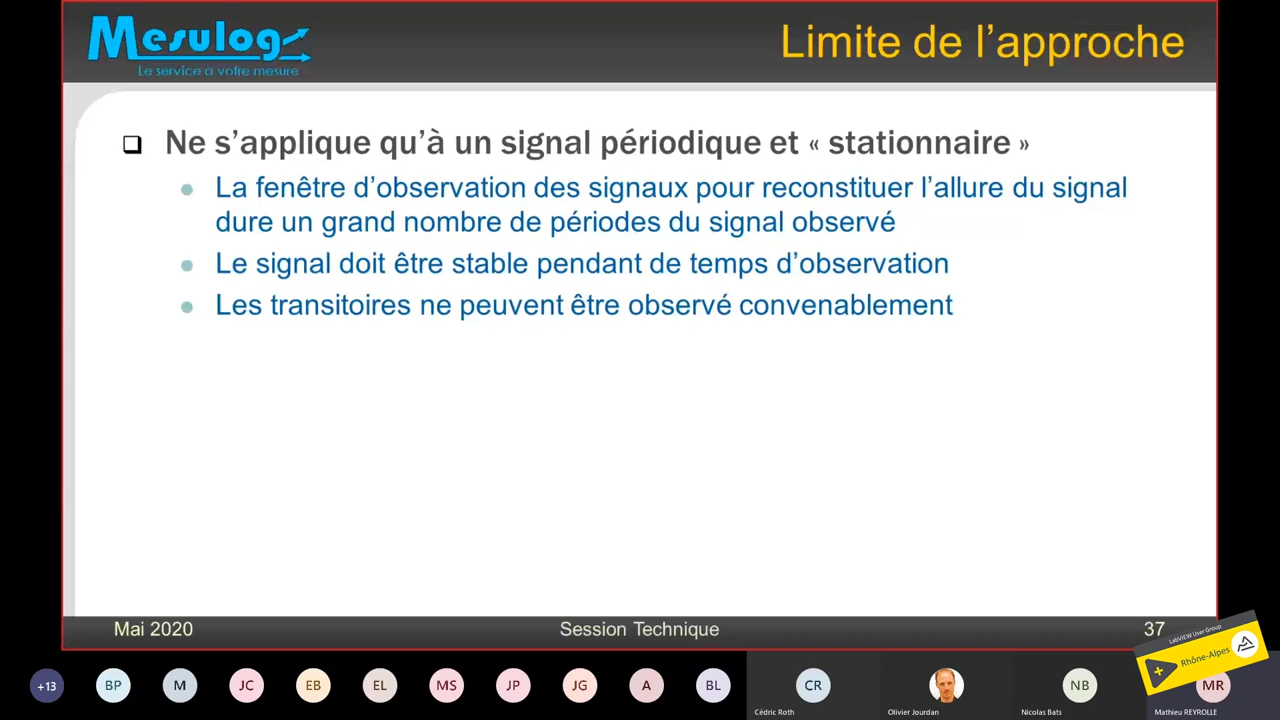 Mesulog
Le service à votre mesure
Limite de l’approche
Ne s’applique qu’à un signal périodique et « stationnaire »
La fenêtre d’observation des signaux pour reconstituer l’allure du signal
dure un grand nombre de périodes du signal observé
Le signal doit être stable pendant de temps d’observation
Les transitoires ne peuvent être observé convenablement
Mai 2020
Session Technique
37
LabVIEW User Group
Rhône-Alpes
+13
BP
M
JC
EB
EL
MS
JP
JG
A
BL
CR
NB
MR
Cédric Roth
Olivier Jourdan
Nicolas Bats
Mathieu REYROLLE